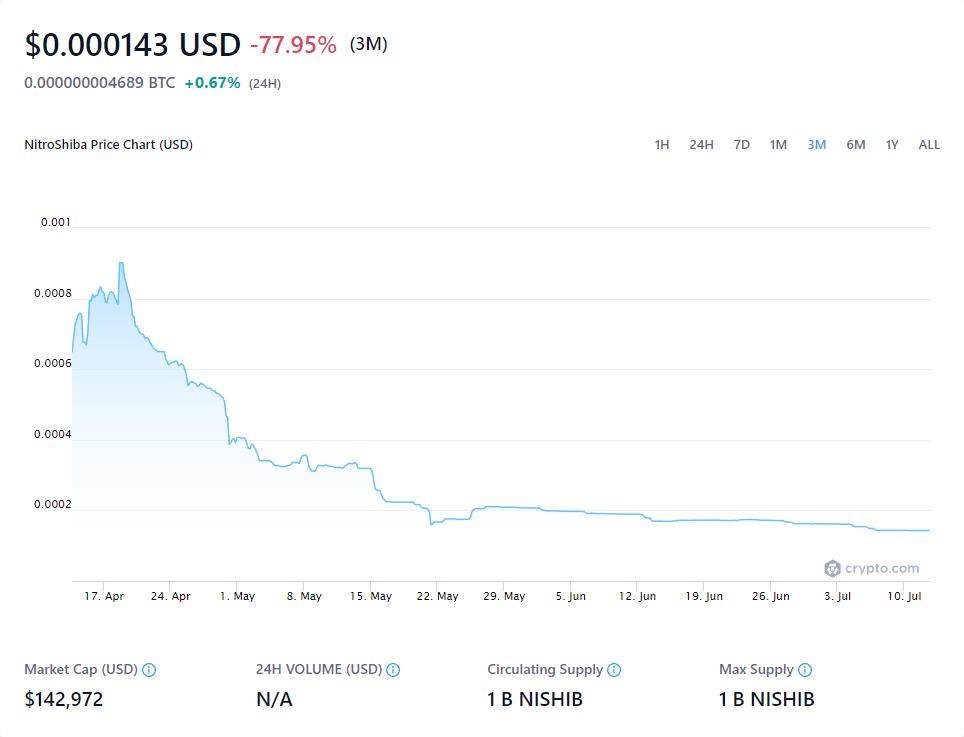 $0.000143 USD -77.95% (3M)
0.000000004689 BTC +0.67% (24H)
NitroShiba Price Chart (USD) 1H 24H 7D 1M 3M 6M 1Y ALL
0.001
0.0008
0.0006
0.0004
0.0002
crypto.com
17. Apr 24. Apr 1. May 8. May 15. May 22. May 29. May 5. Jun 12. Jun 19. Jun 26. Jun 3. Jul 10. Jul
Market Cap (USD) 24H VOLUME (USD) Circulating Supply Max Supply
$142,972 N/A 1 B NISHIB 1 B NISHIB